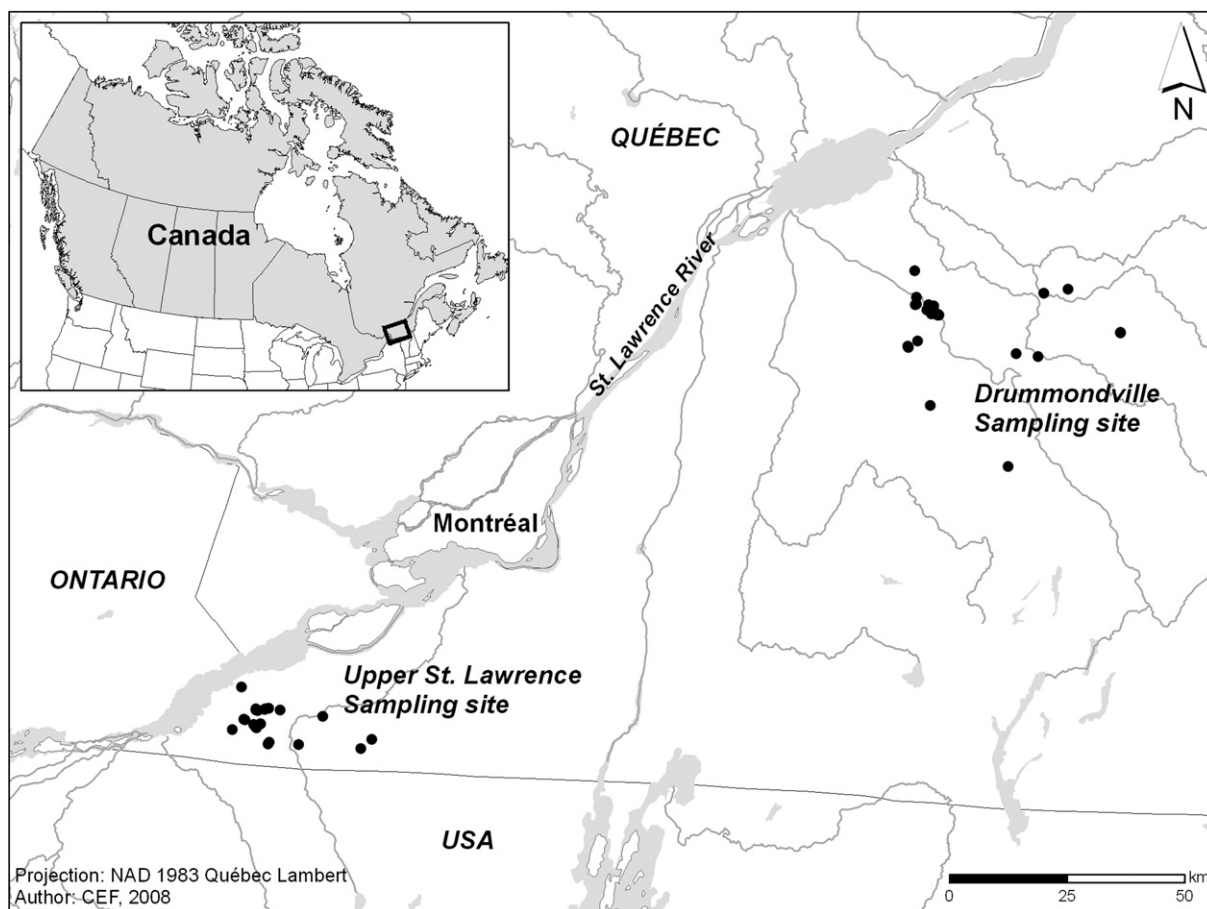 QUÉBEC
N
Canada
St. Lawrence River
Drummondville
Sampling site
Montréal
ONTARIO
Upper St. Lawrence
Sampling site
USA
Projection: NAD 1983 Québec Lambert
Author: CEF, 2008
km
0 25 50